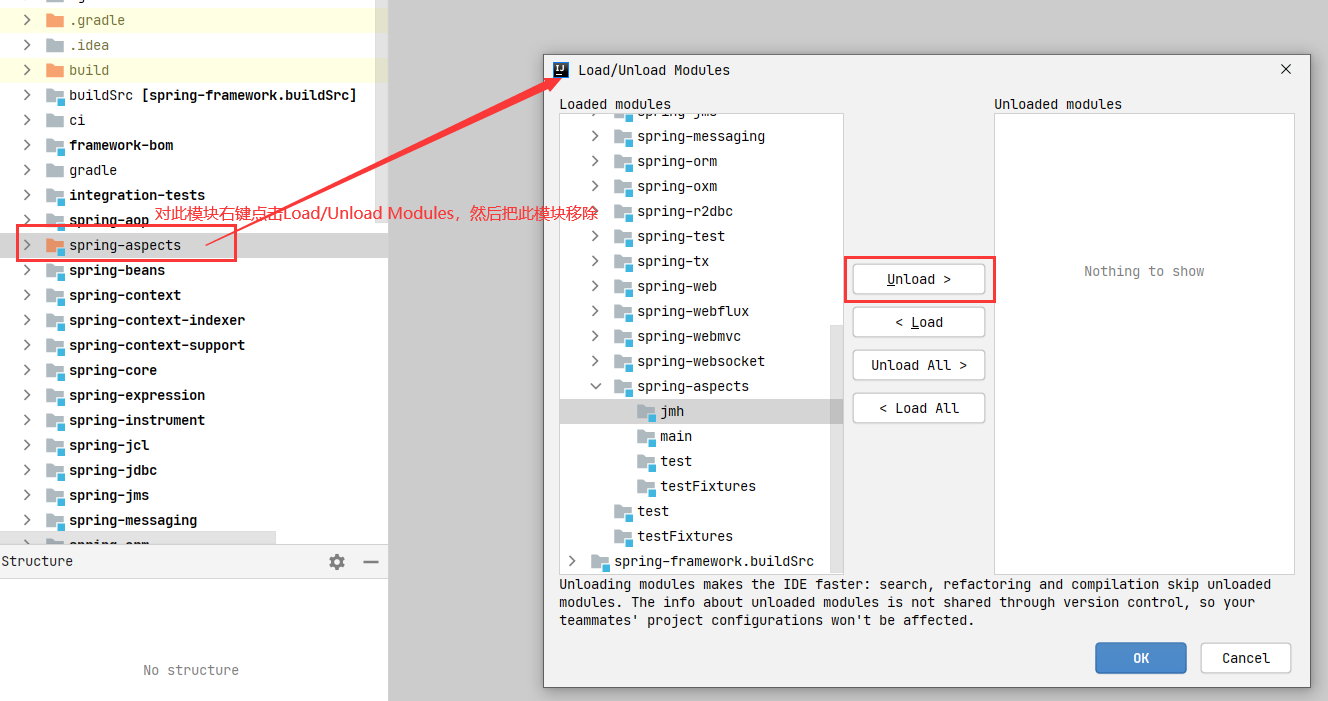 .gradle
.idea
build
buildSrc [spring-framework.buildSrc]
ci
framework-bom
gradle
integration-tests
spring-aop
对此模块右键点击Load/Unload Modules，然后把此模块移除
spring-aspects
spring-beans
spring-context
spring-context-indexer
spring-context-support
spring-core
spring-expression
spring-instrument
spring-jcl
spring-jdbc
spring-jms
spring-messaging
spring-orm
Structure
No structure
IJ Load/Unload Modules
Loaded modules
spring-jms
spring-messaging
spring-orm
spring-oxm
spring-r2dbc
spring-test
spring-tx
spring-web
spring-webflux
spring-webmvc
spring-websocket
spring-aspects
jmh
main
test
testFixtures
test
testFixtures
spring-framework.buildSrc
Unload >
< Load
Unload All >
< Load All
Unloaded modules
Nothing to show
Unloading modules makes the IDE faster: search, refactoring and compilation skip unloaded
modules. The info about unloaded modules is not shared through version control, so your
teammates' project configurations won't be affected.
OK
Cancel